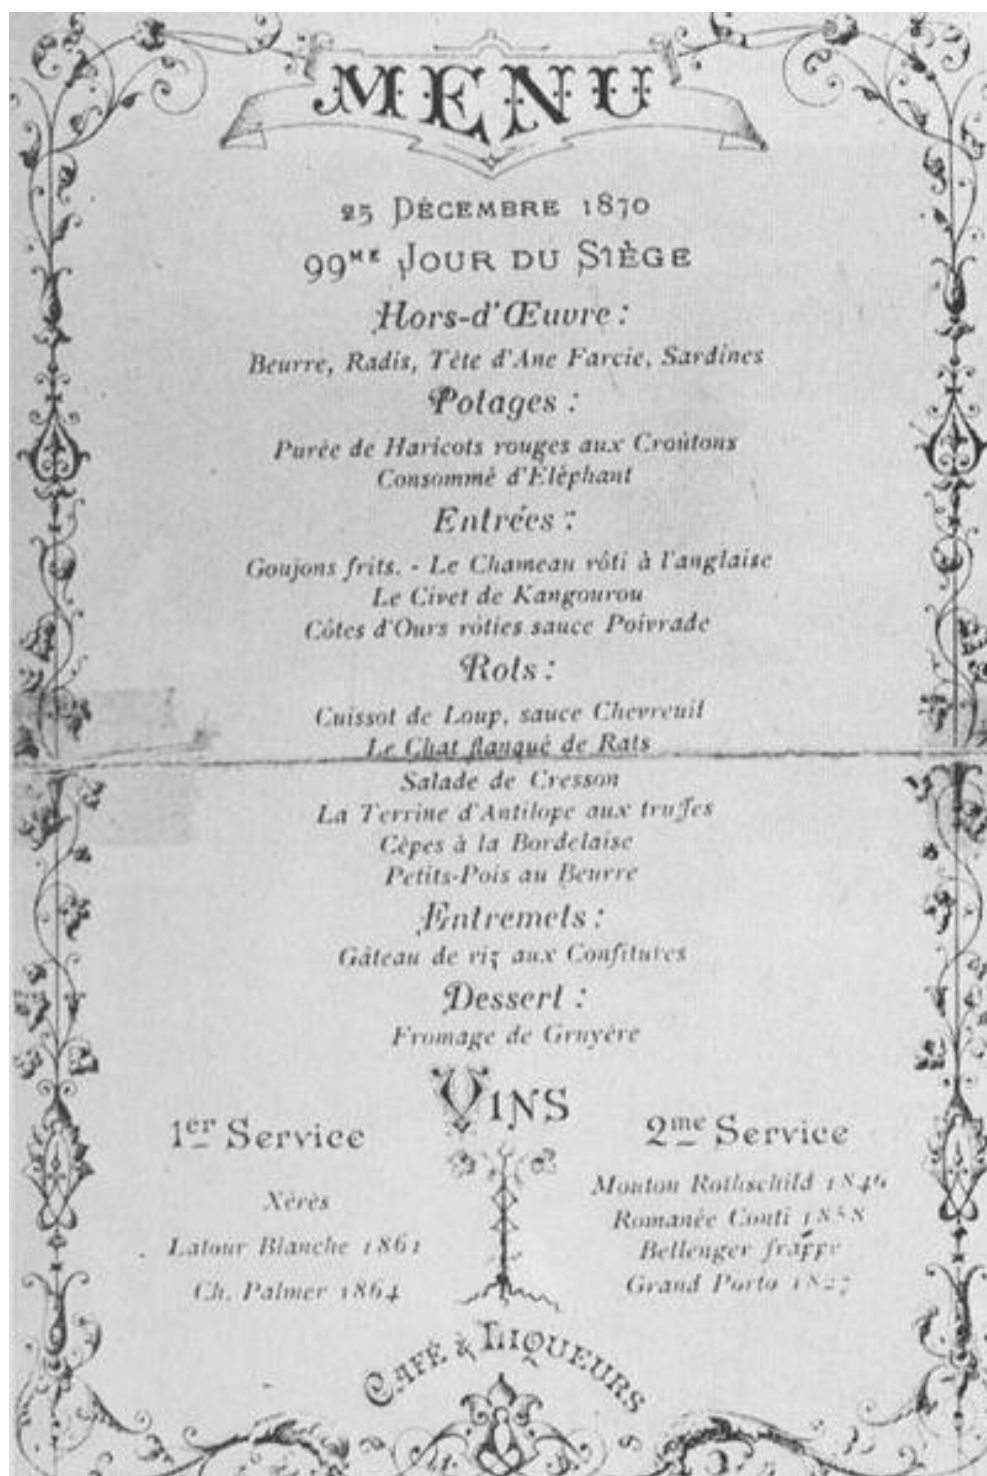 MENU
25 DÉCEMBRE 1870
99ME JOUR DU SIÈGE
Hors-d'Œuvre :
Beurre, Radis, Tête d'Ane Farcie, Sardines
Potages :
Purée de Haricots rouges aux Croûtons
Consommé d'Eléphant
Entrées :
Goujons frits. - Le Chameau rôti à l'anglaise
Le Civet de Kangourou
Côtes d'Ours rôties sauce Poivrade
Rots :
Cuissot de Loup, sauce Chevreuil
Le Chat flanqué de Rats
Salade de Cresson
La Terrine d'Antilope aux truffes
Cèpes à la Bordelaise
Petits-Pois au Beurre
Entremets :
Gâteau de riz aux Confitures
Dessert :
Fromage de Gruyère
VINS
1er Service
Xérès
Latour Blanche 1861
Ch. Palmer 1864
2me Service
Mouton Rothschild 1846
Romanée Conti 1858
Bellenger frappé
Grand Porto 1827
CAFÉ & LIQUEURS